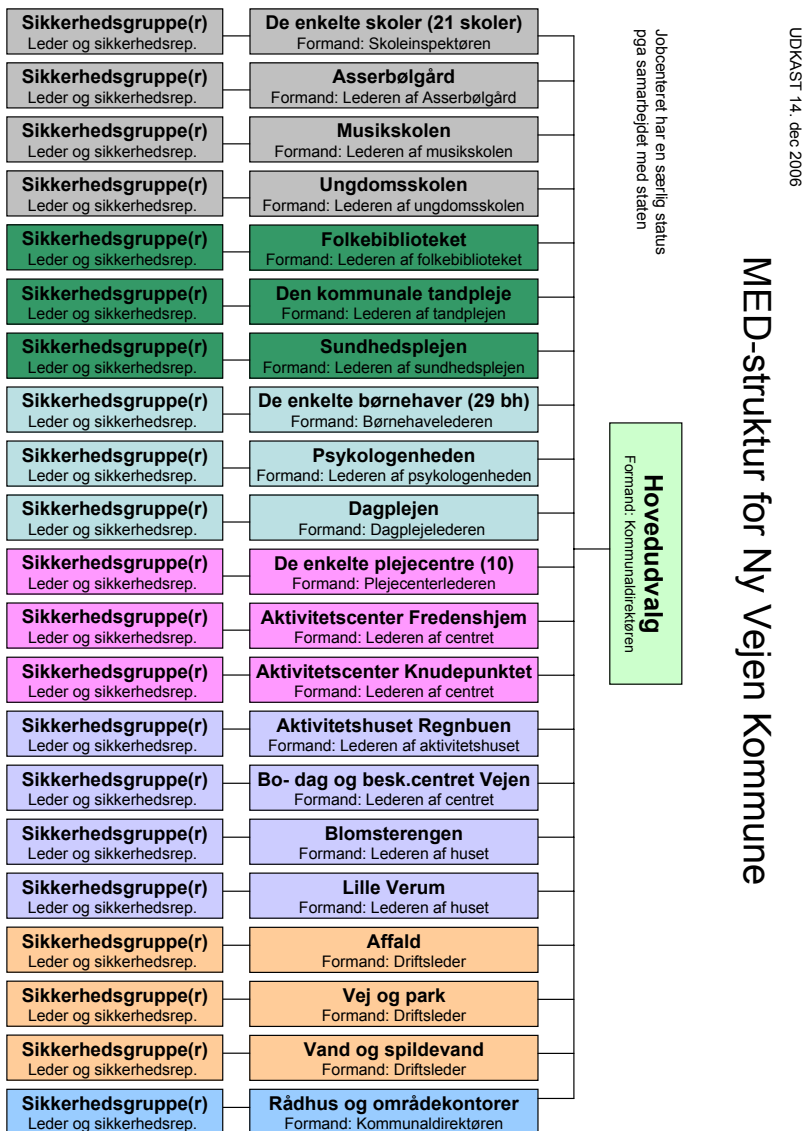 UDKAST 14. dec 2006
MED-struktur for Ny Vejen Kommune
Jobcenteret har en særlig status
pga samarbejdet med staten
Hovedudvalg
Formand: Kommunaldirektøren
Sikkerhedsgruppe(r)
Leder og sikkerhedsrep.
De enkelte skoler (21 skoler)
Formand: Skoleinspektøren
Sikkerhedsgruppe(r)
Leder og sikkerhedsrep.
Asserbølgård
Formand: Lederen af Asserbølgård
Sikkerhedsgruppe(r)
Leder og sikkerhedsrep.
Musikskolen
Formand: Lederen af musikskolen
Sikkerhedsgruppe(r)
Leder og sikkerhedsrep.
Ungdomsskolen
Formand: Lederen af ungdomsskolen
Sikkerhedsgruppe(r)
Leder og sikkerhedsrep.
Folkebiblioteket
Formand: Lederen af folkebiblioteket
Sikkerhedsgruppe(r)
Leder og sikkerhedsrep.
Den kommunale tandpleje
Formand: Lederen af tandplejen
Sikkerhedsgruppe(r)
Leder og sikkerhedsrep.
Sundhedsplejen
Formand: Lederen af sundhedsplejen
Sikkerhedsgruppe(r)
Leder og sikkerhedsrep.
De enkelte børnehaver (29 bh)
Formand: Børnehavelederen
Sikkerhedsgruppe(r)
Leder og sikkerhedsrep.
Psykologenheden
Formand: Lederen af psykologenheden
Sikkerhedsgruppe(r)
Leder og sikkerhedsrep.
Dagplejen
Formand: Dagplejelederen
Sikkerhedsgruppe(r)
Leder og sikkerhedsrep.
De enkelte plejecentre (10)
Formand: Plejecenterlederen
Sikkerhedsgruppe(r)
Leder og sikkerhedsrep.
Aktivitetscenter Fredenshjem
Formand: Lederen af centret
Sikkerhedsgruppe(r)
Leder og sikkerhedsrep.
Aktivitetscenter Knudepunktet
Formand: Lederen af centret
Sikkerhedsgruppe(r)
Leder og sikkerhedsrep.
Aktivitetshuset Regnbuen
Formand: Lederen af aktivitetshuset
Sikkerhedsgruppe(r)
Leder og sikkerhedsrep.
Bo- dag og besk.centret Vejen
Formand: Lederen af centret
Sikkerhedsgruppe(r)
Leder og sikkerhedsrep.
Blomsterengen
Formand: Lederen af huset
Sikkerhedsgruppe(r)
Leder og sikkerhedsrep.
Lille Verum
Formand: Lederen af huset
Sikkerhedsgruppe(r)
Leder og sikkerhedsrep.
Affald
Formand: Driftsleder
Sikkerhedsgruppe(r)
Leder og sikkerhedsrep.
Vej og park
Formand: Driftsleder
Sikkerhedsgruppe(r)
Leder og sikkerhedsrep.
Vand og spildevand
Formand: Driftsleder
Sikkerhedsgruppe(r)
Leder og sikkerhedsrep.
Rådhus og områdekontorer
Formand: Kommunaldirektøren